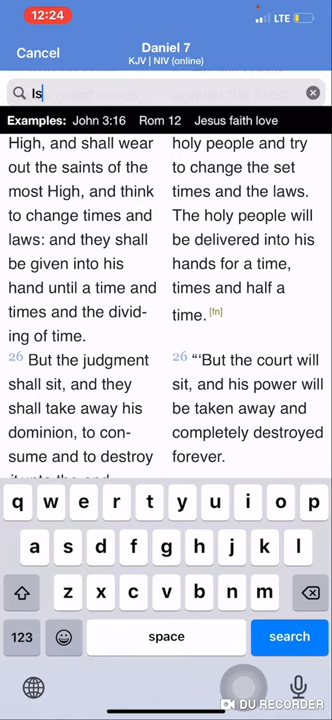 12:24
LTE
Cancel
Daniel 7
KJV | NIV (online)
Is
Examples: John 3:16 Rom 12 Jesus faith love
High, and shall wear
out the saints of the
most High, and think
to change times and
laws: and they shall
be given into his
hand until a time and
times and the divid-
ing of time.
26 But the judgment
shall sit, and they
shall take away his
dominion, to con-
sume and to destroy
holy people and try
to change the set
times and the laws.
The holy people will
be delivered into his
hands for a time,
times and half a
time. [fn]
26 “‘But the court will
sit, and his power will
be taken away and
completely destroyed
forever.
q w e r t y u i o p
a s d f g h j k l
z x c v b n m
123 space search
DU RECORDER